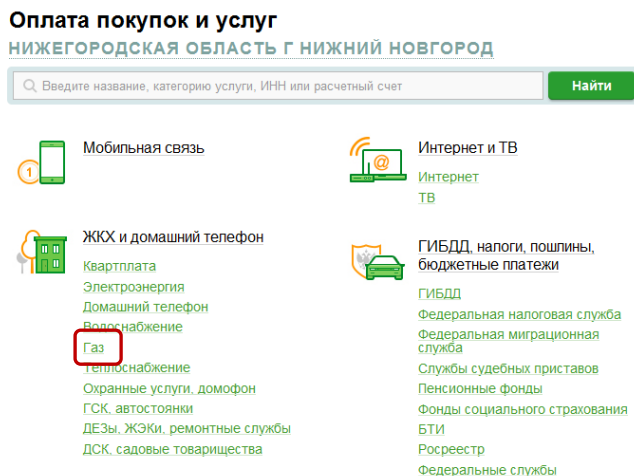 Оплата покупок и услуг
НИЖЕГОРОДСКАЯ ОБЛАСТЬ Г НИЖНИЙ НОВГОРОД
Введите название, категорию услуги, ИНН или расчетный счет
Найти
Мобильная связь
1
Интернет и ТВ
@
Интернет
ТВ
ЖКХ и домашний телефон
Квартплата
Электроэнергия
Домашний телефон
Водоснабжение
Газ
Теплоснабжение
Охранные услуги, домофон
ГСК, автостоянки
ДЕЗы, ЖЭКи, ремонтные службы
ДСК, садовые товарищества
ГИБДД, налоги, пошлины,
бюджетные платежи
ГИБДД
Федеральная налоговая служба
Федеральная миграционная
служба
Службы судебных приставов
Пенсионные фонды
Фонды социального страхования
БТИ
Росреестр
Федеральные службы